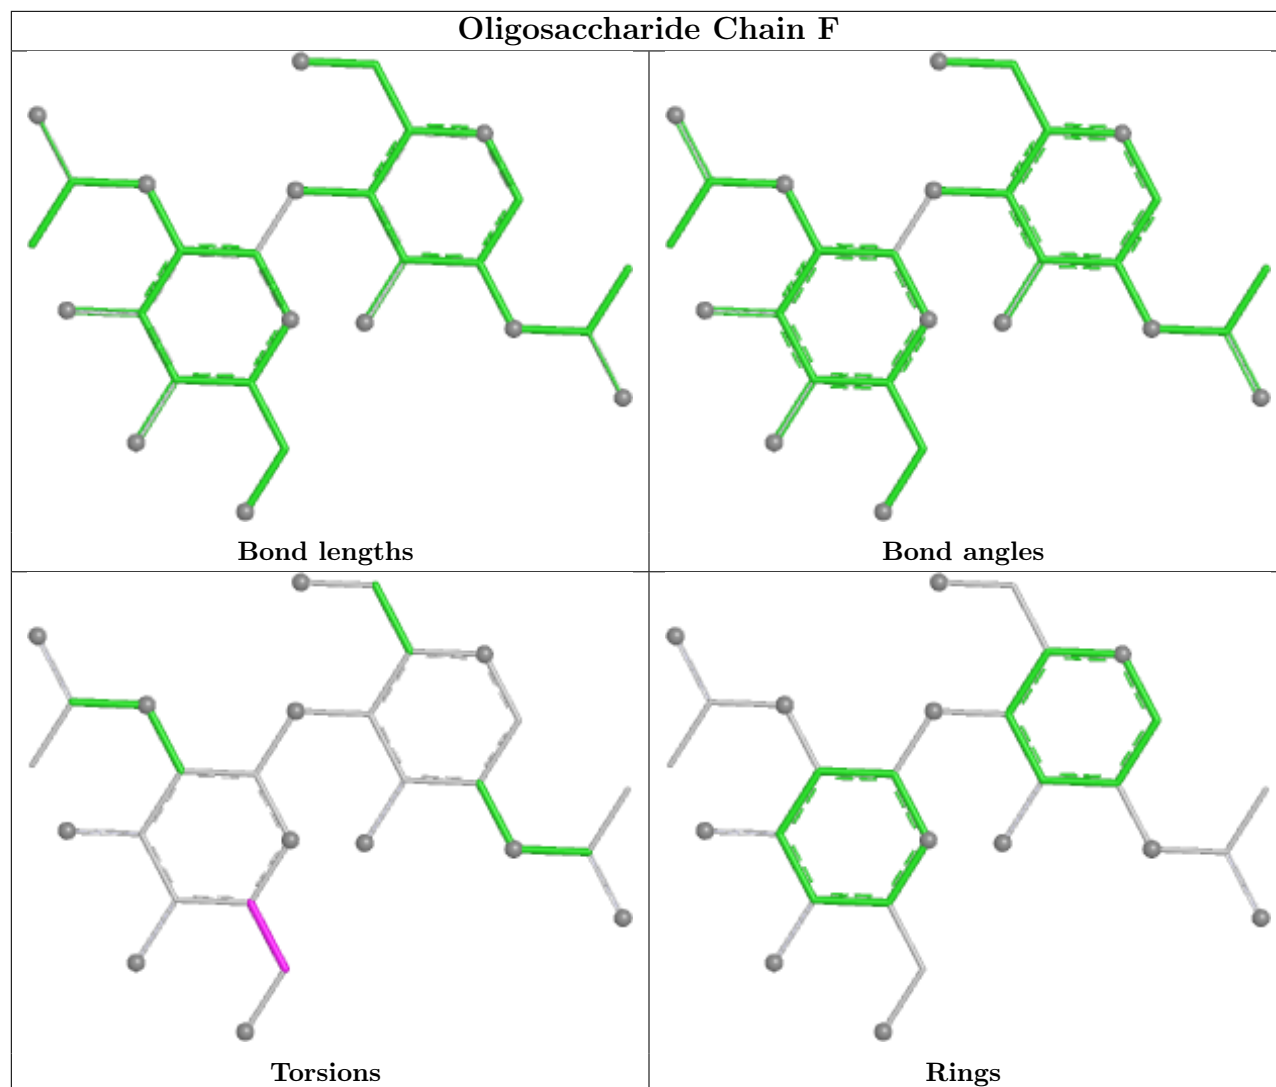 Oligosaccharide Chain F
Bond lengths
Bond angles
Torsions
Rings